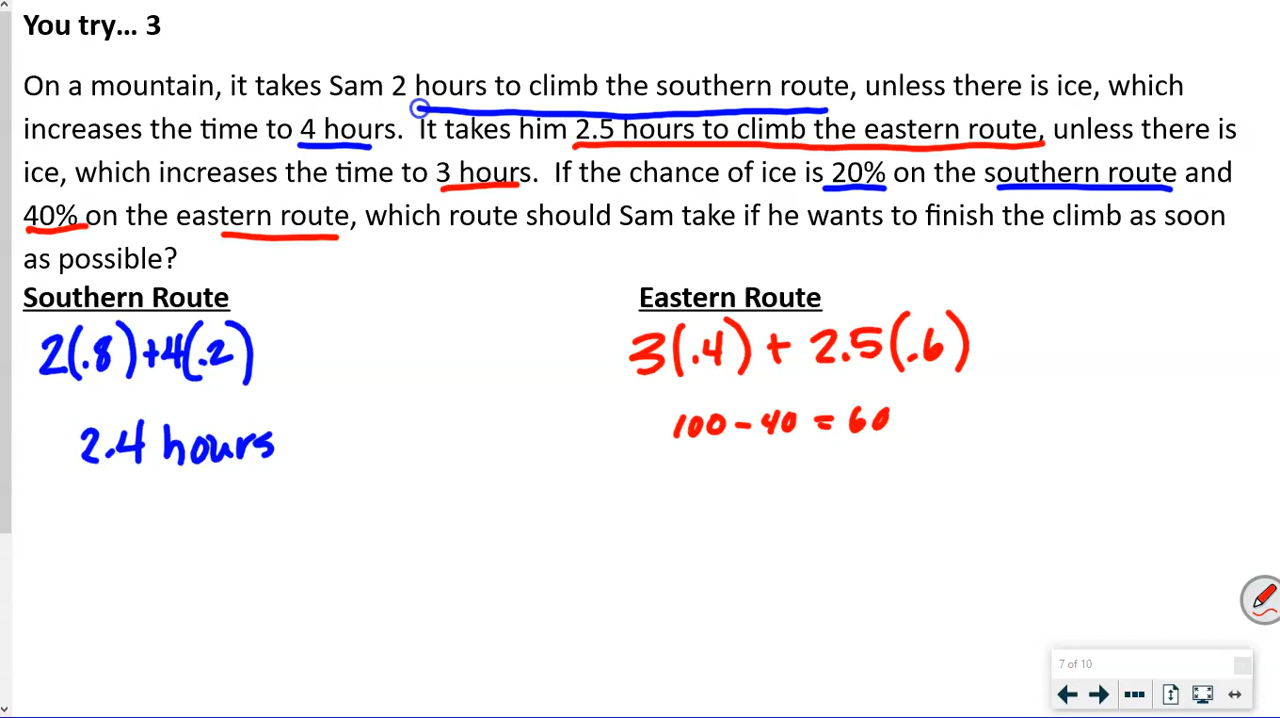 You try... 3
On a mountain, it takes Sam 2 hours to climb the southern route, unless there is ice, which
increases the time to 4 hours. It takes him 2.5 hours to climb the eastern route, unless there is
ice, which increases the time to 3 hours. If the chance of ice is 20% on the southern route and
40% on the eastern route, which route should Sam take if he wants to finish the climb as soon
as possible?
Southern Route
2(.8)+4(.2)
2.4 hours
Eastern Route
3(.4) + 2.5(.6)
100 - 40 = 60
7 of 10